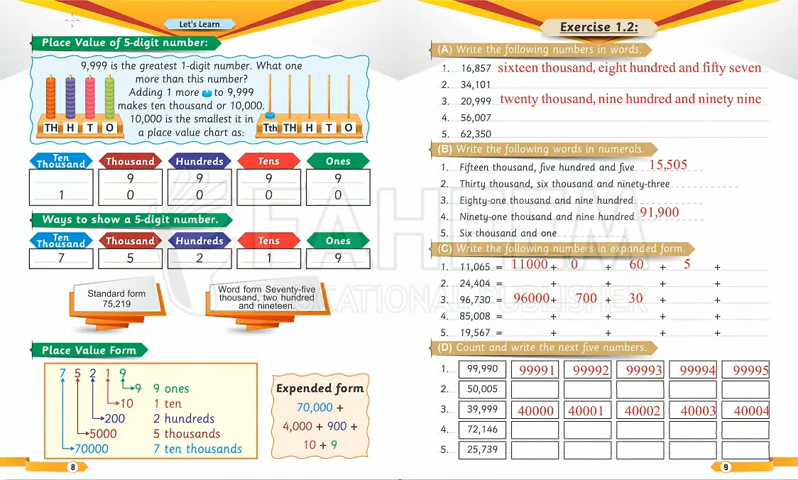 Let's Learn
Place Value of 5-digit number:
9,999 is the greatest 1-digit number. What one
more than this number?
Adding 1 more to 9,999
makes ten thousand or 10,000.
10,000 is the smallest it in
a place value chart as:
TH H T O
Tth TH H T O
Ten Thousand Thousand Hundreds Tens Ones
9 9 9 9
1 0 0 0 0
Ways to show a 5-digit number.
Ten Thousand Thousand Hundreds Tens Ones
7 5 2 1 9
Standard form
75,219
Word form Seventy-five
thousand, two hundred
and nineteen.
Place Value Form
7 5 2 1 9
9 9 ones
10 1 ten
200 2 hundreds
5000 5 thousands
70000 7 ten thousands
Expended form
70,000 +
4,000 + 900 +
10 + 9
8
Exercise 1.2:
(A) Write the following numbers in words.
1. 16,857 sixteen thousand, eight hundred and fifty seven
2. 34,101
3. 20,999 twenty thousand, nine hundred and ninety nine
4. 56,007
5. 62,350
(B) Write the following words in numerals.
1. Fifteen thousand, five hundred and five 15,505
2. Thirty thousand, six thousand and ninety-three
3. Eighty-one thousand and nine hundred
4. Ninety-one thousand and nine hundred 91,900
5. Six thousand and one
(C) Write the following numbers in expanded form.
1. 11,065 = 11000 + 0 + 60 + 5 +
2. 24,404 = + + + +
3. 96,730 = 96000 + 700 + 30 + +
4. 85,008 = + + + +
5. 19,567 = + + + +
(D) Count and write the next five numbers.
1. 99,990 99991 99992 99993 99994 99995
2. 50,005
3. 39,999 40000 40001 40002 40003 40004
4. 72,146
5. 25,739
9
FAHEEM
EDUCATIONAL PUBLISHER